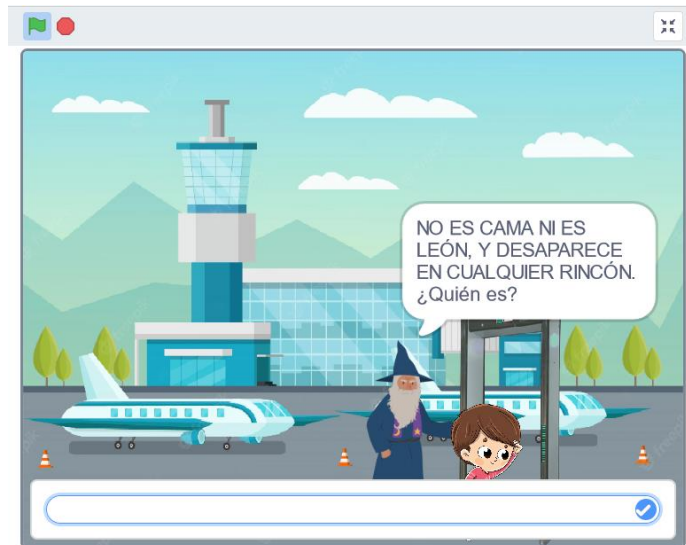 NO ES CAMA NI ES
LEÓN, Y DESAPARECE
EN CUALQUIER RINCÓN.
¿Quién es?